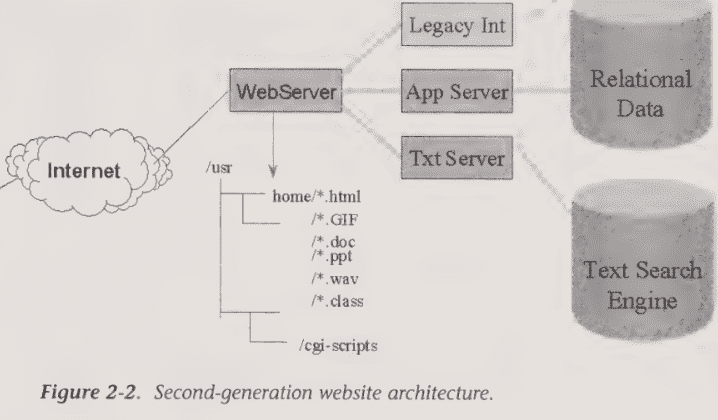 Legacy Int
Relational
Data
WebServer
App Server
Internet
Txt Server
/usr
home/*.html
/*.GIF
/*.doc
/*.ppt
/*.wav
/*.class
/cgi-scripts
Text Search
Engine
Figure 2-2. Second-generation website architecture.